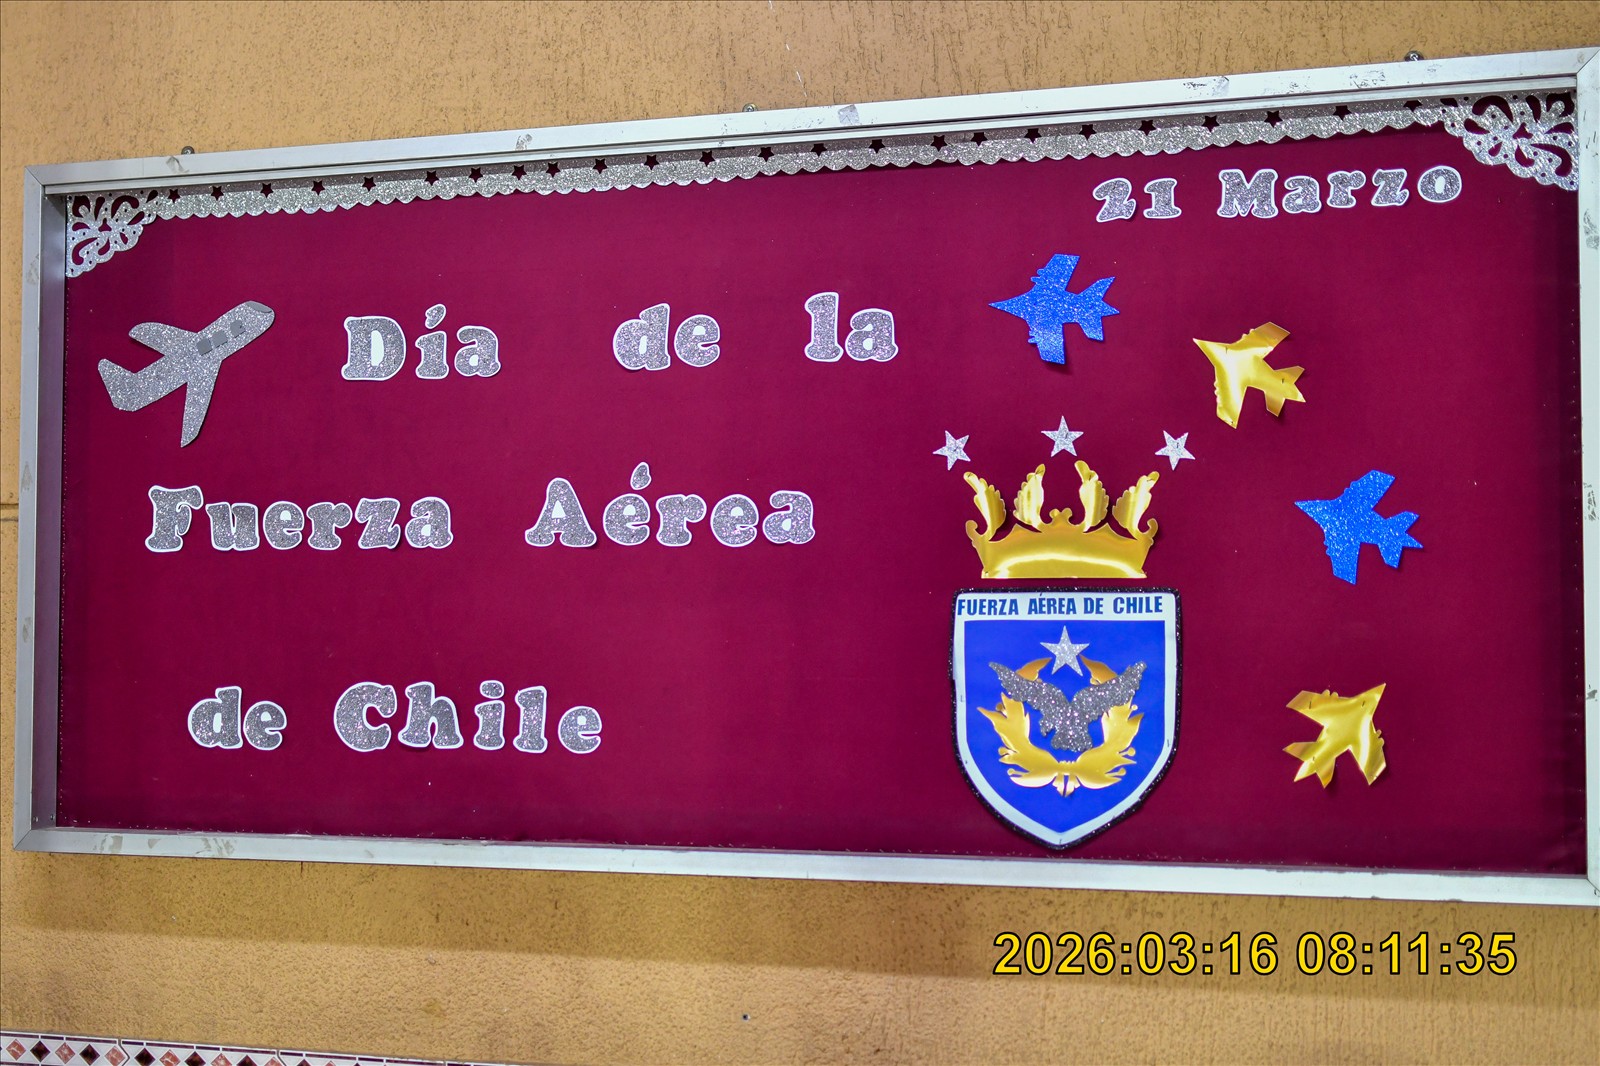 21 Marzo
Día de la
Fuerza Aérea
de Chile
FUERZA AÉREA DE CHILE
2026:03:16 08:11:35